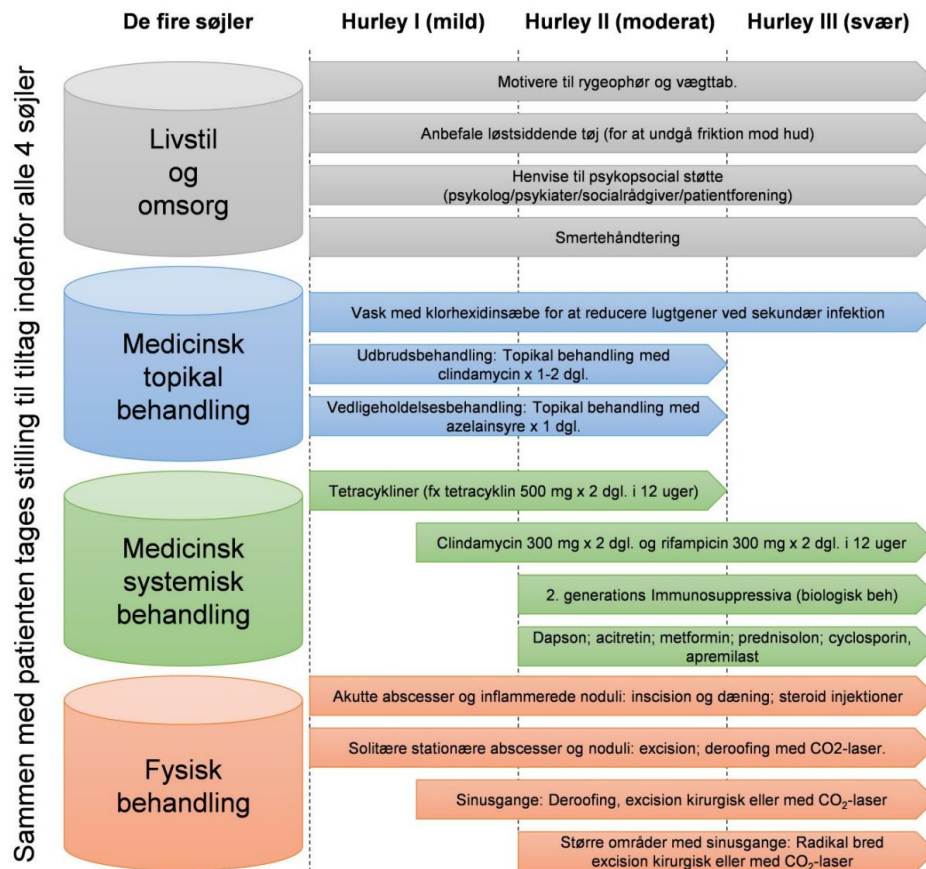 De fire søjler
Hurley I (mild)
Hurley II (moderat)
Hurley III (svær)
Sammen med patienten tages stilling til tiltag indenfor alle 4 søjler
Livstil
og
omsorg
Motivere til rygeophør og vægttab.
Anbefale løstsiddende tøj (for at undgå friktion mod hud)
Henvise til psykopsocial støtte
(psykolog/psykiater/socialrådgiver/patientforening)
Smertehåndtering
Medicinsk
topikal
behandling
Vask med klorhexidinsæbe for at reducere lugtgener ved sekundær infektion
Udbrudsbehandling: Topikal behandling med
clindamycin x 1-2 dgl.
Vedligeholdelsesbehandling: Topikal behandling med
azelainsyre x 1 dgl.
Medicinsk
systemisk
behandling
Tetracykliner (fx tetracyklin 500 mg x 2 dgl. i 12 uger)
Clindamycin 300 mg x 2 dgl. og rifampicin 300 mg x 2 dgl. i 12 uger
2. generations Immunosuppressiva (biologisk beh)
Dapson; acitretin; metformin; prednisolon; cyclosporin,
apremilast
Fysisk
behandling
Akutte abscesser og inflammerede noduli: inscision og dæning; steroid injektioner
Solitære stationære abscesser og noduli: excision; deroofing med CO2-laser.
Sinusgange: Deroofing, excision kirurgisk eller med CO₂-laser
Større områder med sinusgange: Radikal bred
excision kirurgisk eller med CO₂-laser